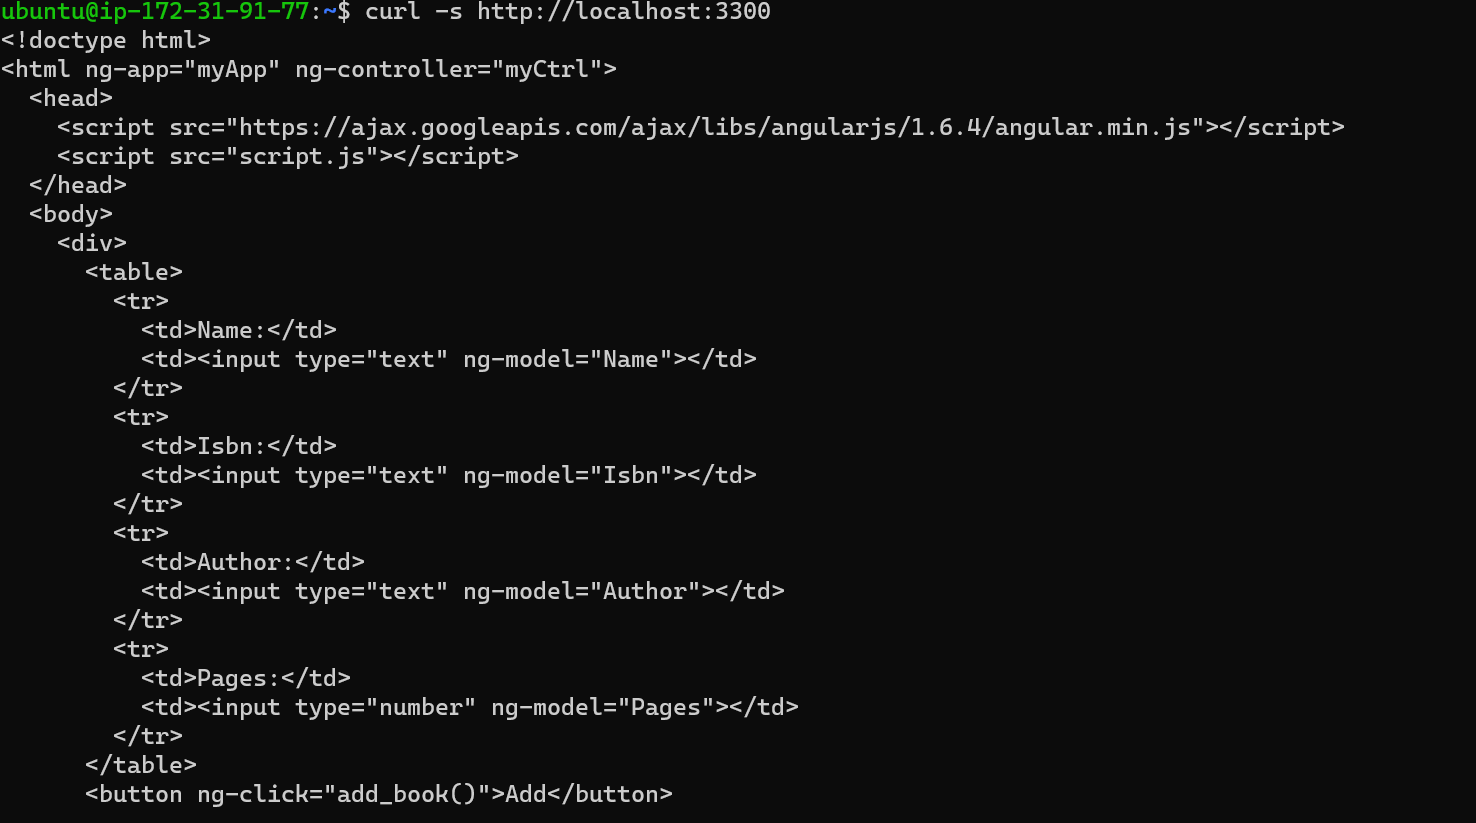 ubuntu@ip-172-31-91-77:~$ curl -s http://localhost:3300
<!doctype html>
<html ng-app="myApp" ng-controller="myCtrl">
  <head>
    <script src="https://ajax.googleapis.com/ajax/libs/angularjs/1.6.4/angular.min.js"></script>
    <script src="script.js"></script>
  </head>
  <body>
    <div>
      <table>
        <tr>
          <td>Name:</td>
          <td><input type="text" ng-model="Name"></td>
        </tr>
        <tr>
          <td>Isbn:</td>
          <td><input type="text" ng-model="Isbn"></td>
        </tr>
        <tr>
          <td>Author:</td>
          <td><input type="text" ng-model="Author"></td>
        </tr>
        <tr>
          <td>Pages:</td>
          <td><input type="number" ng-model="Pages"></td>
        </tr>
      </table>
      <button ng-click="add_book()">Add</button>